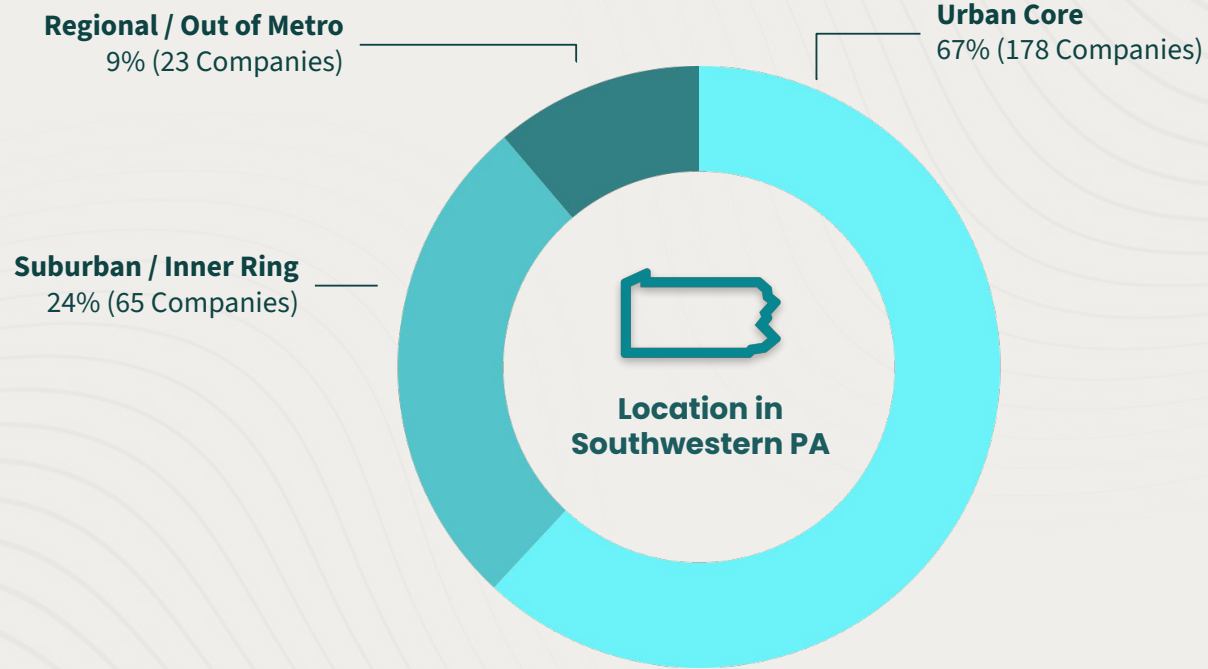 Regional / Out of Metro
9% (23 Companies)
Urban Core
67% (178 Companies)
Suburban / Inner Ring
24% (65 Companies)
Location in
Southwestern PA